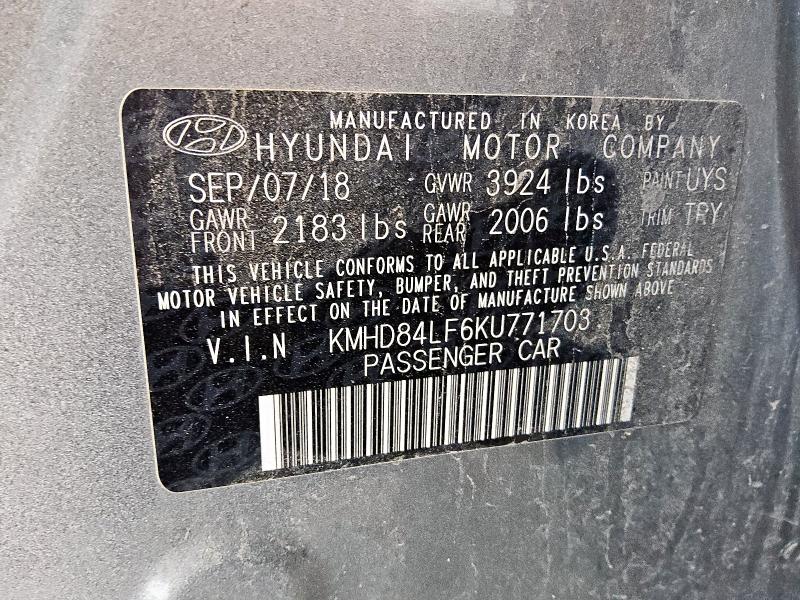 MANUFACTURED IN KOREA BY
HYUNDAI MOTOR COMPANY
SEP/07/18 GVWR 3924 lbs PAINT UYS
GAWR FRONT 2183 lbs GAWR REAR 2006 lbs TRIM TRY
THIS VEHICLE CONFORMS TO ALL APPLICABLE U.S.A. FEDERAL
MOTOR VEHICLE SAFETY, BUMPER, AND THEFT PREVENTION STANDARDS
IN EFFECT ON THE DATE OF MANUFACTURE SHOWN ABOVE
V.I.N KMHD84LF6KU771703
PASSENGER CAR